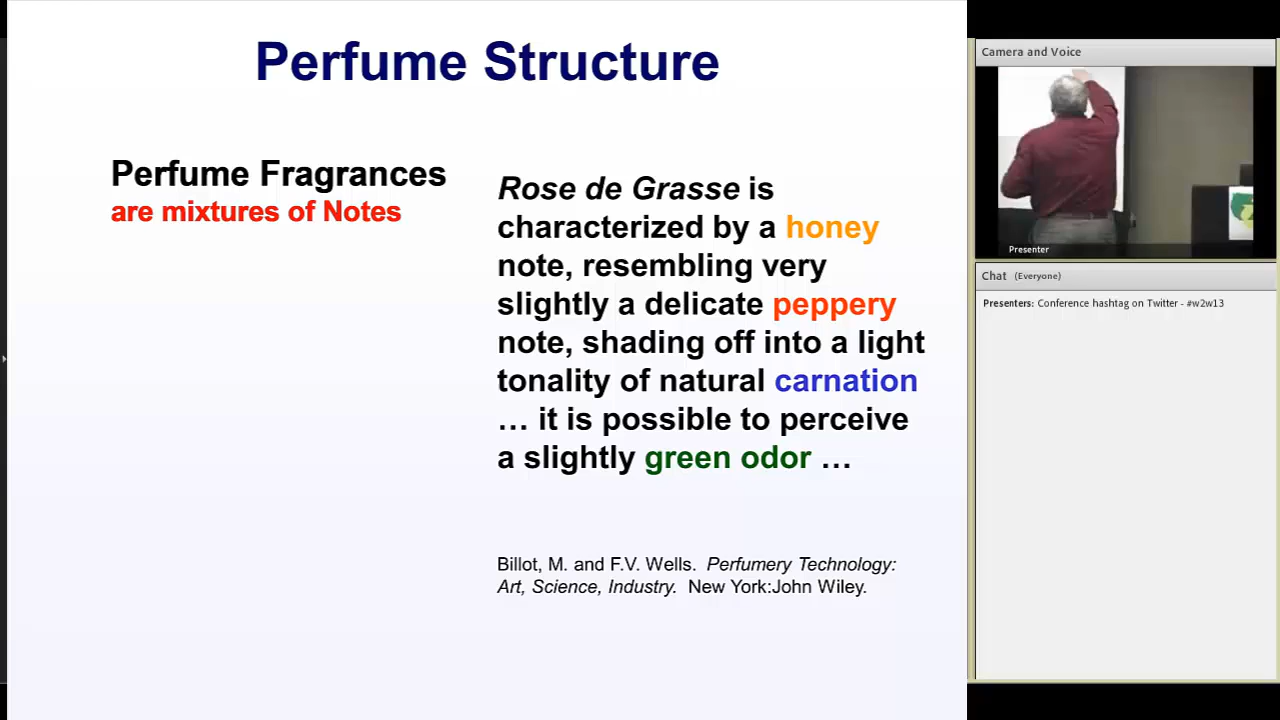 Perfume Structure
Perfume Fragrances
are mixtures of Notes
Rose de Grasse is
characterized by a honey
note, resembling very
slightly a delicate peppery
note, shading off into a light
tonality of natural carnation
… it is possible to perceive
a slightly green odor …
Billot, M. and F.V. Wells. Perfumery Technology:
Art, Science, Industry. New York:John Wiley.
Camera and Voice
Presenter
Chat (Everyone)
Presenters: Conference hashtag on Twitter - #w2w13